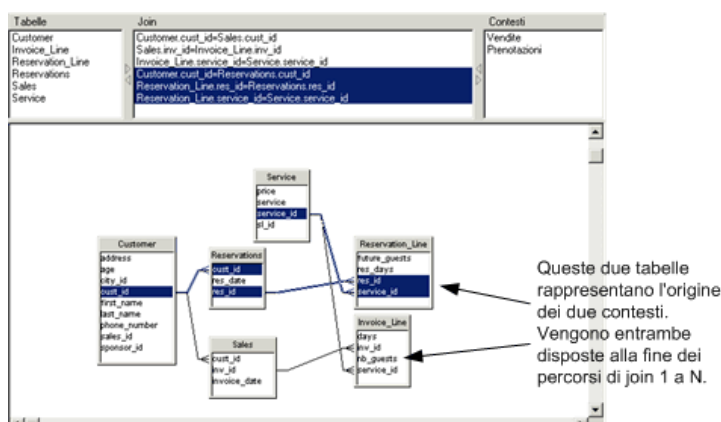 Tabelle
Join
Contesti
Customer
Invoice_Line
Reservation_Line
Reservations
Sales
Service
Customer.cust_id=Sales.cust_id
Sales.inv_id=Invoice_Line.inv_id
Invoice_Line.service_id=Service.service_id
Customer.cust_id=Reservations.cust_id
Reservation_Line.res_id=Reservations.res_id
Reservation_Line.service_id=Service.service_id
Vendite
Prenotazioni
Service
price
service
service_id
sl_id
Customer
address
age
city_id
cust_id
first_name
last_name
phone_number
sales_id
sponsor_id
Reservations
cust_id
res_date
res_id
Reservation_Line
future_guests
res_days
res_id
service_id
Sales
cust_id
inv_id
invoice_date
Invoice_Line
days
inv_id
nb_guests
service_id
Queste due tabelle
rappresentano l'origine
dei due contesti.
Vengono entrambe
disposte alla fine dei
percorsi di join 1 a N.